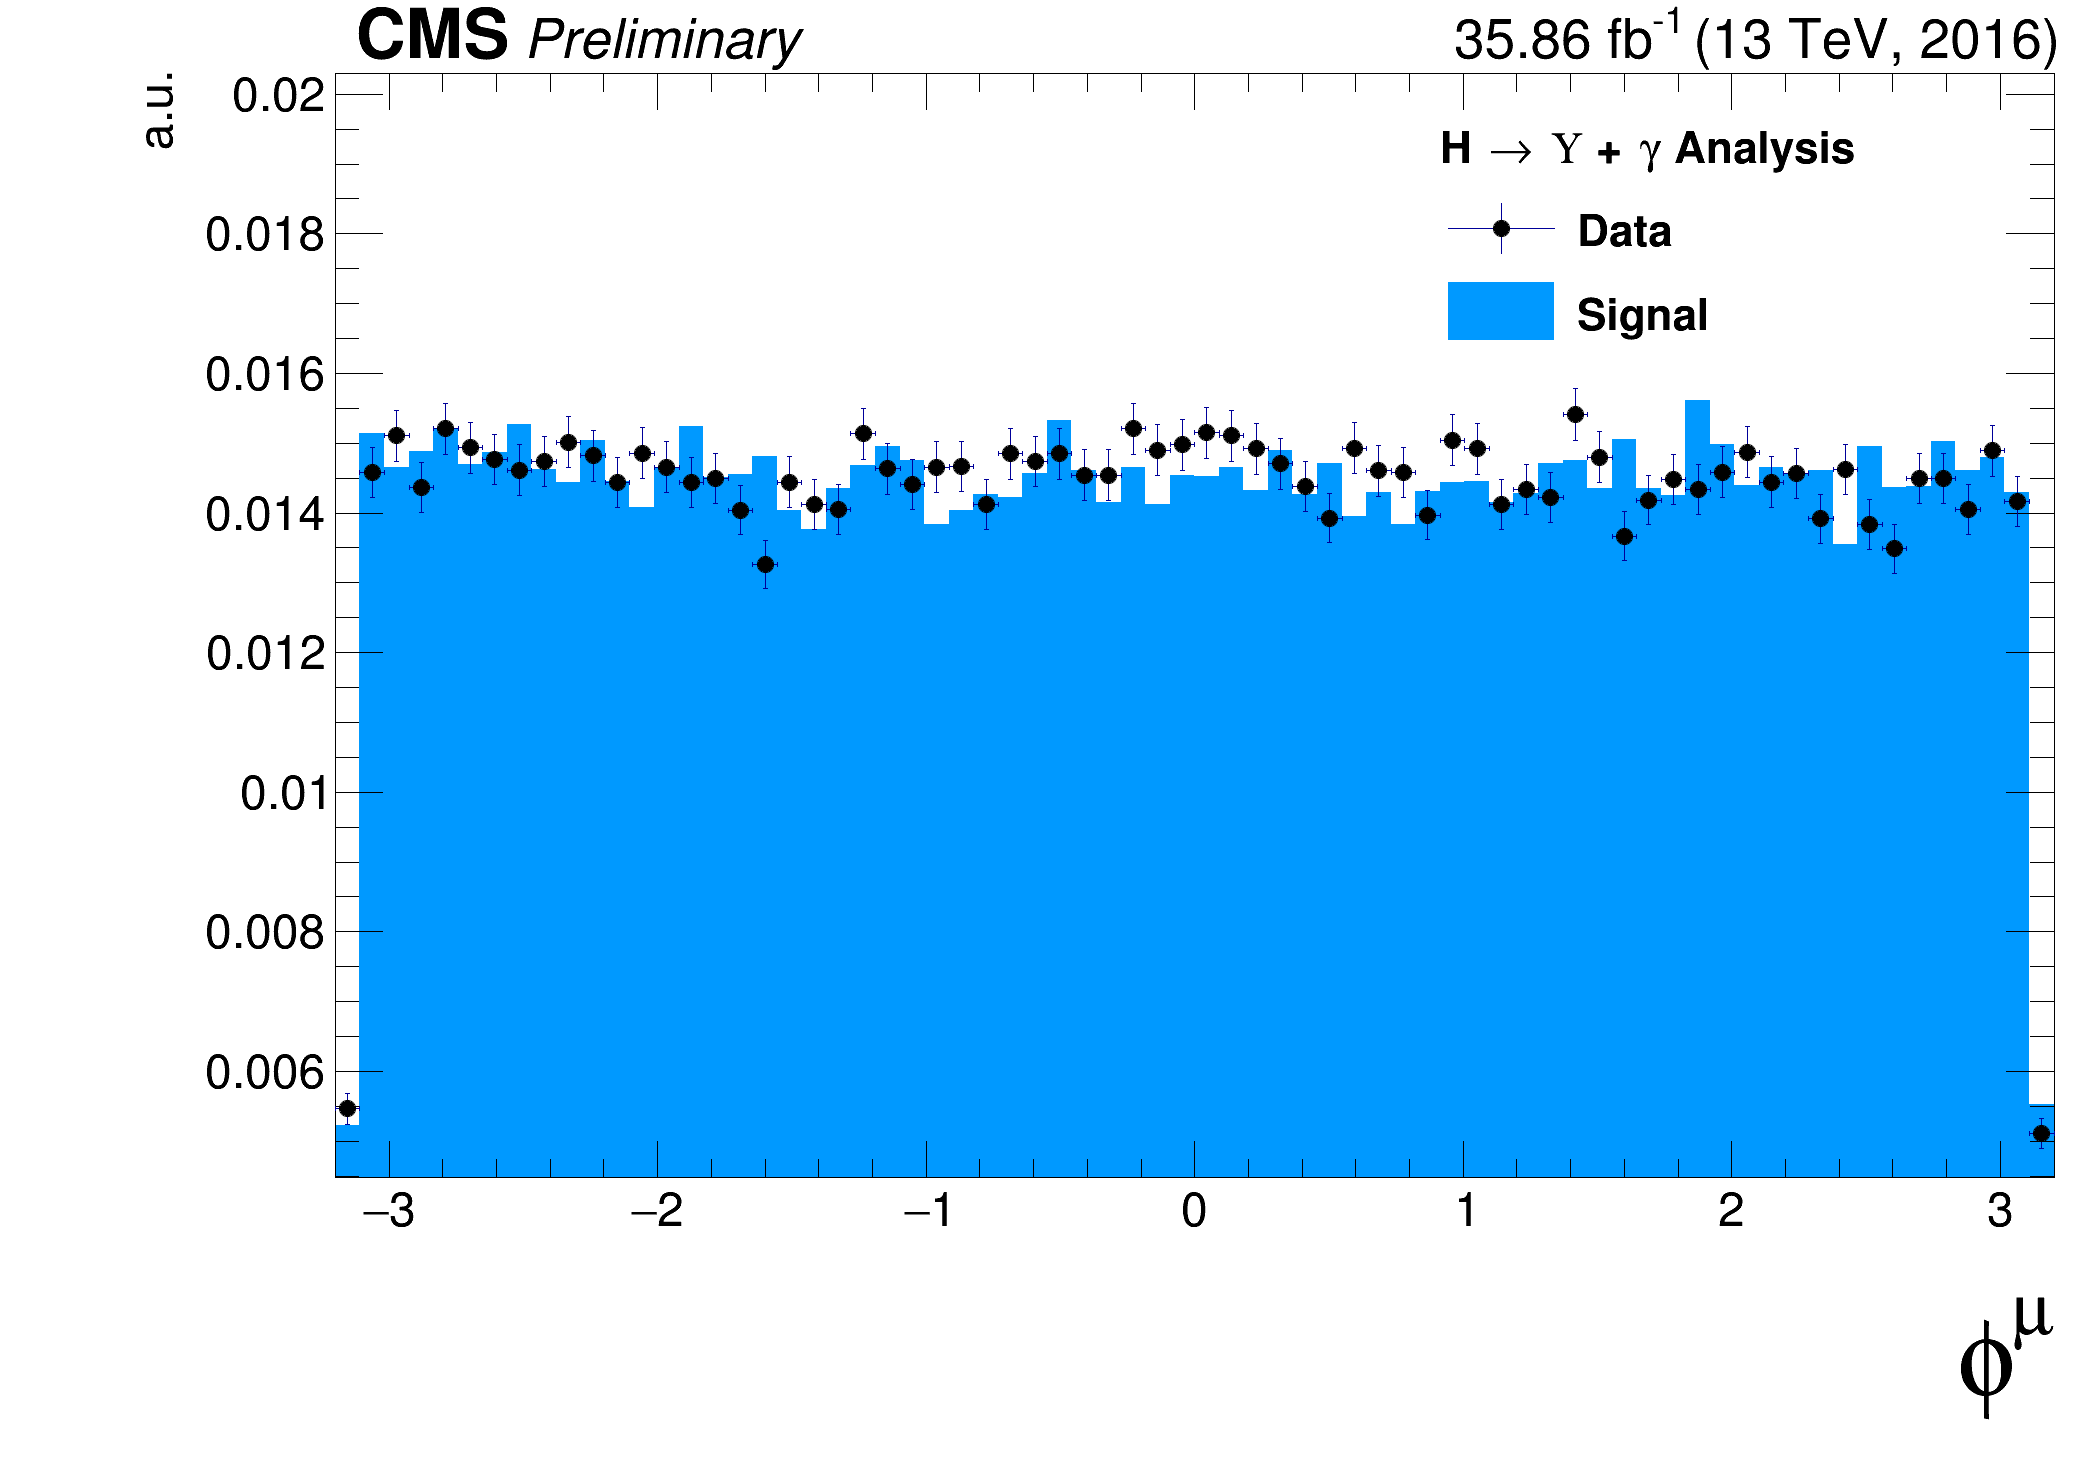 CMS Preliminary
35.86 fb⁻¹ (13 TeV, 2016)
a.u.
H → ϒ + γ Analysis
Data
Signal
0.02
0.018
0.016
0.014
0.012
0.01
0.008
0.006
−3 −2 −1 0 1 2 3
ϕ^μ